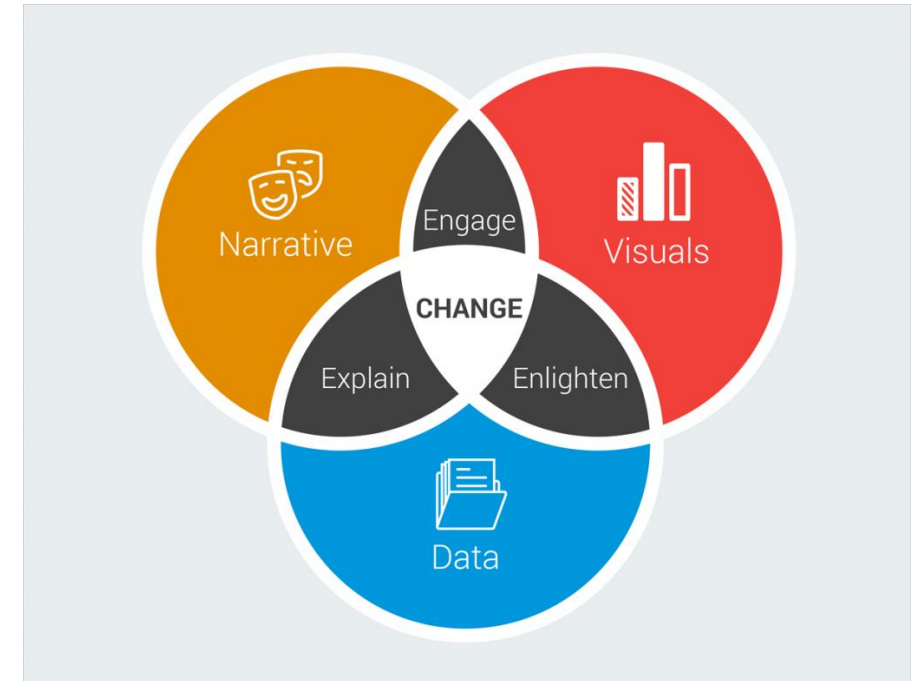 Engage
Narrative
Visuals
CHANGE
Explain
Enlighten
Data